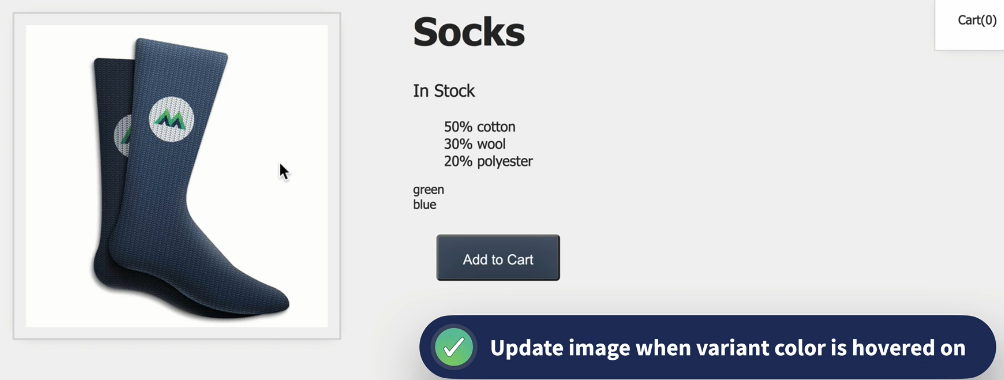 Socks
Cart(0)
In Stock
50% cotton
30% wool
20% polyester
green
blue
Add to Cart
Update image when variant color is hovered on